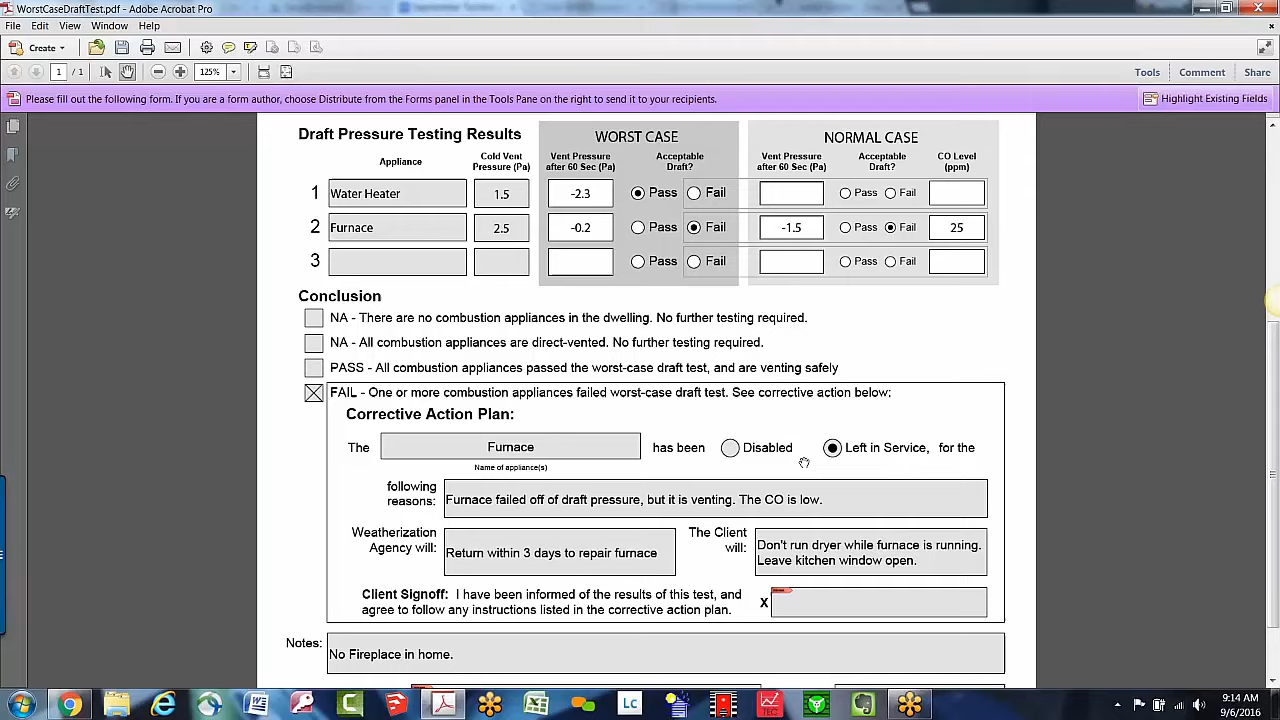 WorstCaseDraftTest.pdf - Adobe Acrobat Pro
File Edit View Window Help
Create
1 / 1 125% Tools Comment Share
Please fill out the following form. If you are a form author, choose Distribute from the Forms panel in the Tools Pane on the right to send it to your recipients. Highlight Existing Fields
Draft Pressure Testing Results WORST CASE NORMAL CASE
Appliance Cold Vent Pressure (Pa) Vent Pressure after 60 Sec (Pa) Acceptable Draft? Vent Pressure after 60 Sec (Pa) Acceptable Draft? CO Level (ppm)
1 Water Heater 1.5 -2.3 Pass Fail Pass Fail
2 Furnace 2.5 -0.2 Pass Fail -1.5 Pass Fail 25
3 Pass Fail Pass Fail
Conclusion
NA - There are no combustion appliances in the dwelling. No further testing required.
NA - All combustion appliances are direct-vented. No further testing required.
PASS - All combustion appliances passed the worst-case draft test, and are venting safely
FAIL - One or more combustion appliances failed worst-case draft test. See corrective action below:
Corrective Action Plan:
The Furnace has been Disabled Left in Service, for the
Name of appliance(s)
following reasons: Furnace failed off of draft pressure, but it is venting. The CO is low.
Weatherization Agency will: Return within 3 days to repair furnace The Client will: Don't run dryer while furnace is running. Leave kitchen window open.
Client Signoff: I have been informed of the results of this test, and
agree to follow any instructions listed in the corrective action plan. X
Notes: No Fireplace in home.
LC TEC
9:14 AM
9/6/2016